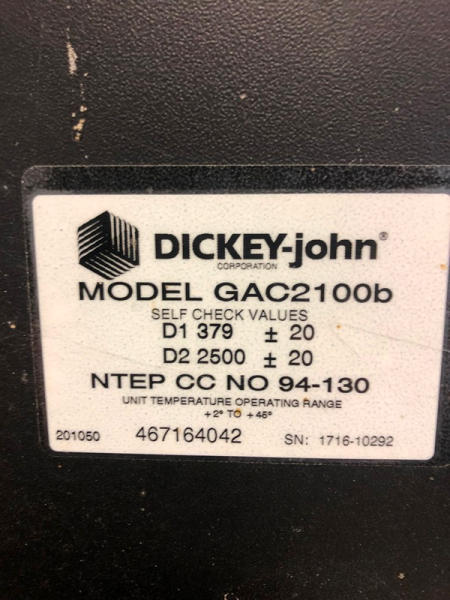 DICKEY-john®
CORPORATION
MODEL GAC2100b
SELF CHECK VALUES
D1 379 ± 20
D2 2500 ± 20
NTEP CC NO 94-130
UNIT TEMPERATURE OPERATING RANGE
+2° TO +45°
201050 467164042 SN: 1716-10292